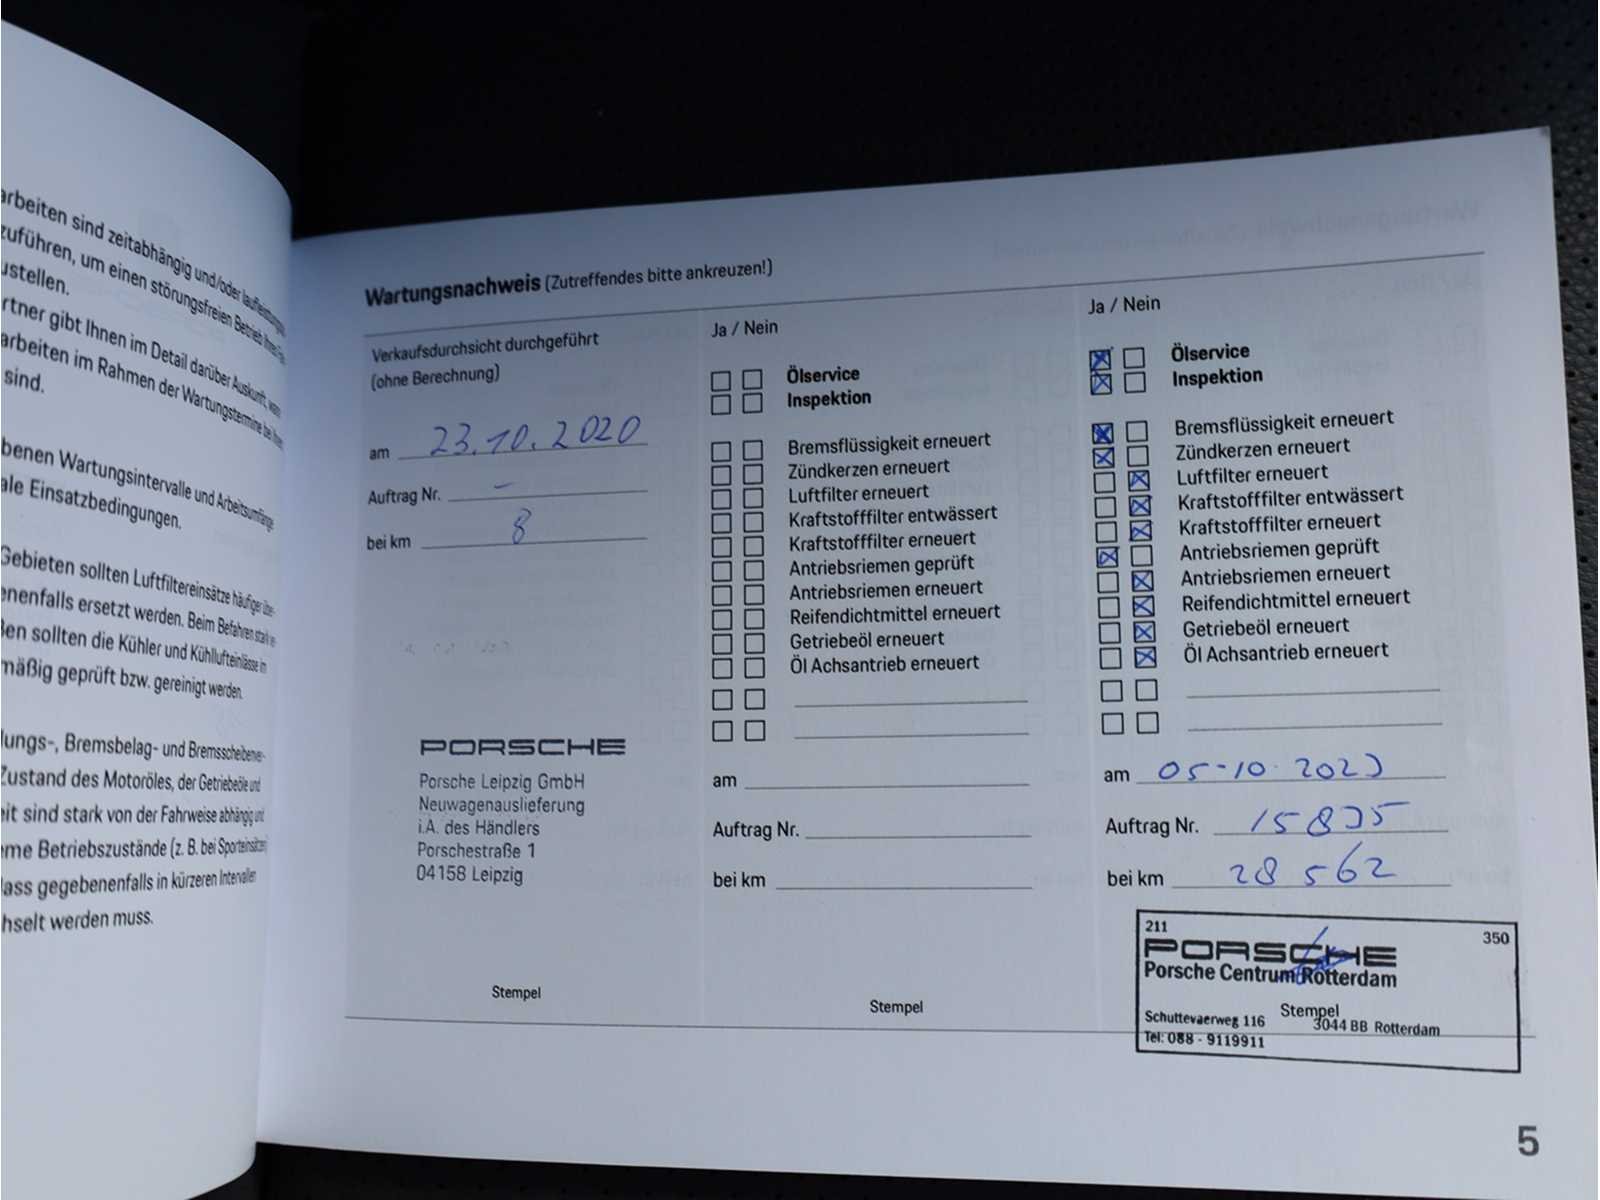 arbeiten sind zeitabhängig und/oder
zuführen, um einen störungsfreien Betrieb Ihres
ustellen.
rtner gibt Ihnen im Detail darüber Auskunft, wann
arbeiten im Rahmen der Wartungstermine bei Ihrem
sind.
benen Wartungsintervalle und Arbeitsumfänge
ale Einsatzbedingungen.
Gebieten sollten Luftfiltereinsätze häufiger über-
enenfalls ersetzt werden. Beim Befahren
ßen sollten die Kühler und Kühllufteinlässe in
mäßig geprüft bzw. gereinigt werden.
lungs-, Bremsbelag- und Bremsscheibenver-
Zustand des Motoröles, der Getriebeöle und
eit sind stark von der Fahrweise abhängig und
eme Betriebszustände (z. B. bei Sporteinsätzen)
dass gegebenenfalls in kürzeren Intervallen
hselt werden muss.
Wartungsnachweis (Zutreffendes bitte ankreuzen!)
Verkaufsdurchsicht durchgeführt
(ohne Berechnung)
am 23.10.2020
Auftrag Nr. –
bei km 8
PORSCHE
Porsche Leipzig GmbH
Neuwagenauslieferung
i.A. des Händlers
Porschestraße 1
04158 Leipzig
Stempel
Ja / Nein
Ölservice
Inspektion
Bremsflüssigkeit erneuert
Zündkerzen erneuert
Luftfilter erneuert
Kraftstofffilter entwässert
Kraftstofffilter erneuert
Antriebsriemen geprüft
Antriebsriemen erneuert
Reifendichtmittel erneuert
Getriebeöl erneuert
Öl Achsantrieb erneuert
am
Auftrag Nr.
bei km
Stempel
Ja / Nein
Ölservice
Inspektion
Bremsflüssigkeit erneuert
Zündkerzen erneuert
Luftfilter erneuert
Kraftstofffilter entwässert
Kraftstofffilter erneuert
Antriebsriemen geprüft
Antriebsriemen erneuert
Reifendichtmittel erneuert
Getriebeöl erneuert
Öl Achsantrieb erneuert
am 05-10-2023
Auftrag Nr. 15835
bei km 28562
211 350
PORSCHE
Porsche Centrum Rotterdam
Stempel
Schuttevaerweg 116 3044 BB Rotterdam
Tel: 088 - 9119911
5